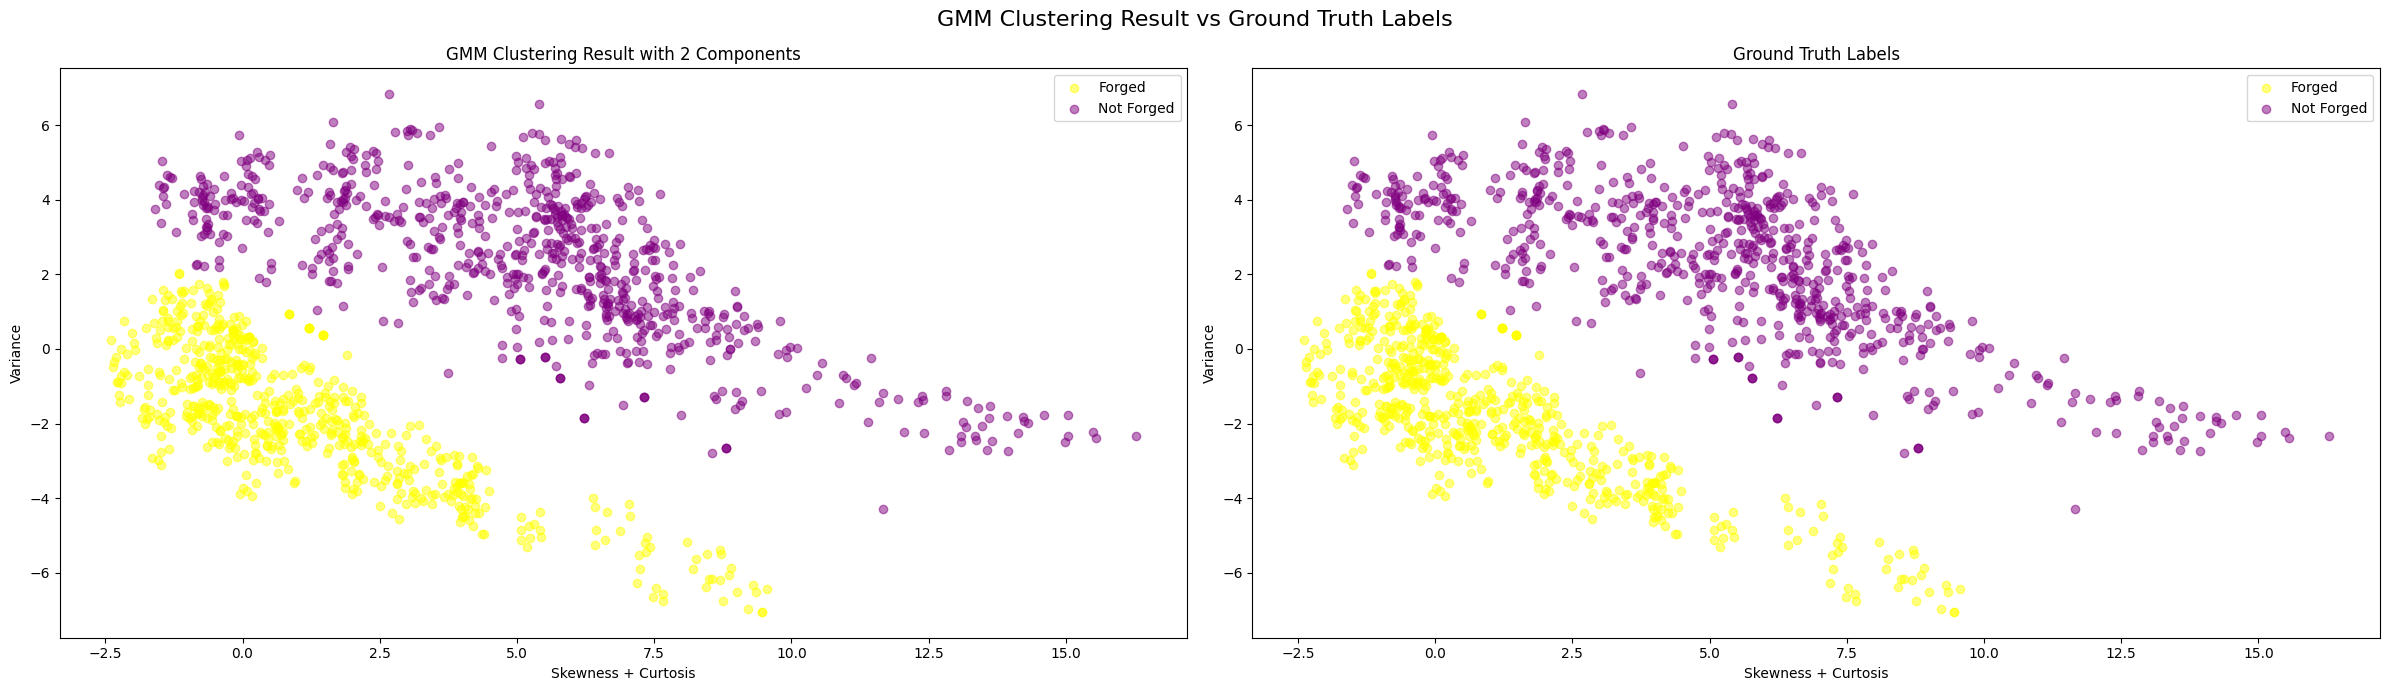 GMM Clustering Result vs Ground Truth Labels
GMM Clustering Result with 2 Components
Forged
Not Forged
6
4
2
0
−2
−4
−6
Variance
−2.5 0.0 2.5 5.0 7.5 10.0 12.5 15.0
Skewness + Curtosis
Ground Truth Labels
Forged
Not Forged
6
4
2
0
−2
−4
−6
Variance
−2.5 0.0 2.5 5.0 7.5 10.0 12.5 15.0
Skewness + Curtosis